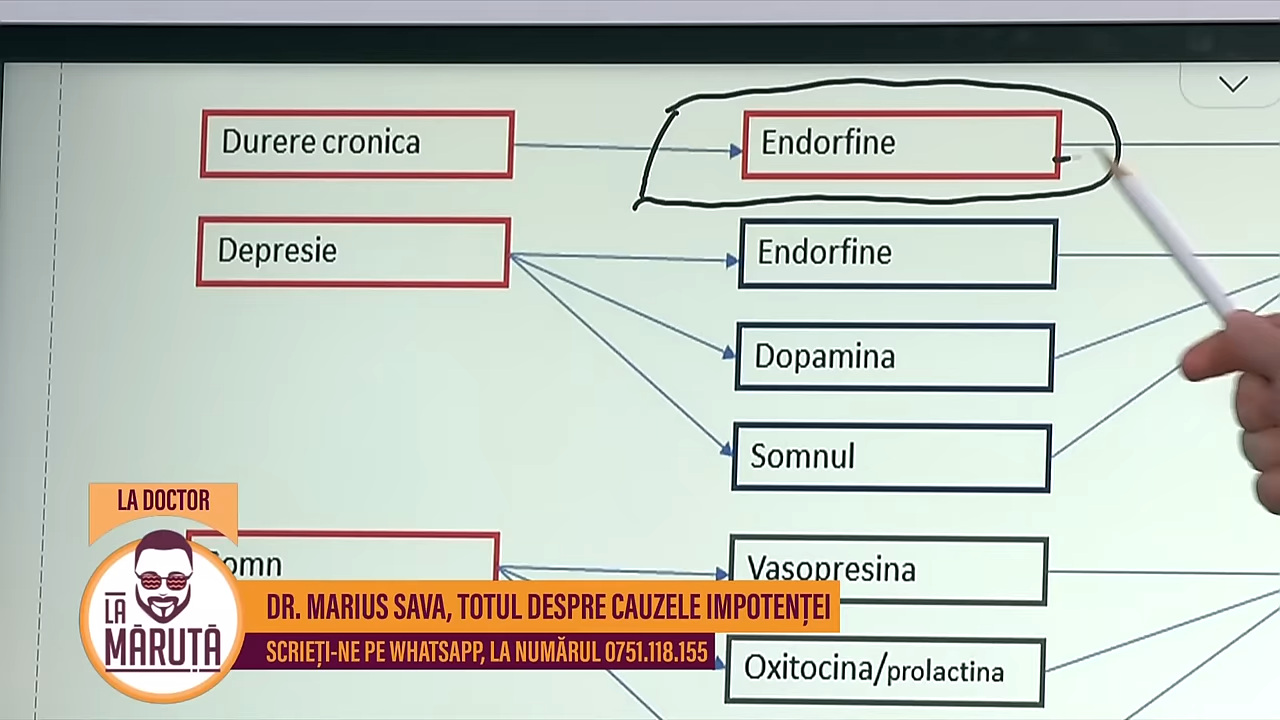 Durere cronica
Endorfine
Depresie
Endorfine
Dopamina
Somnul
LA DOCTOR
Somn
Vasopresina
LA
MĂRUȚĂ
DR. MARIUS SAVA, TOTUL DESPRE CAUZELE IMPOTENȚEI
SCRIEȚI-NE PE WHATSAPP, LA NUMĂRUL 0751.118.155
Oxitocina/prolactina